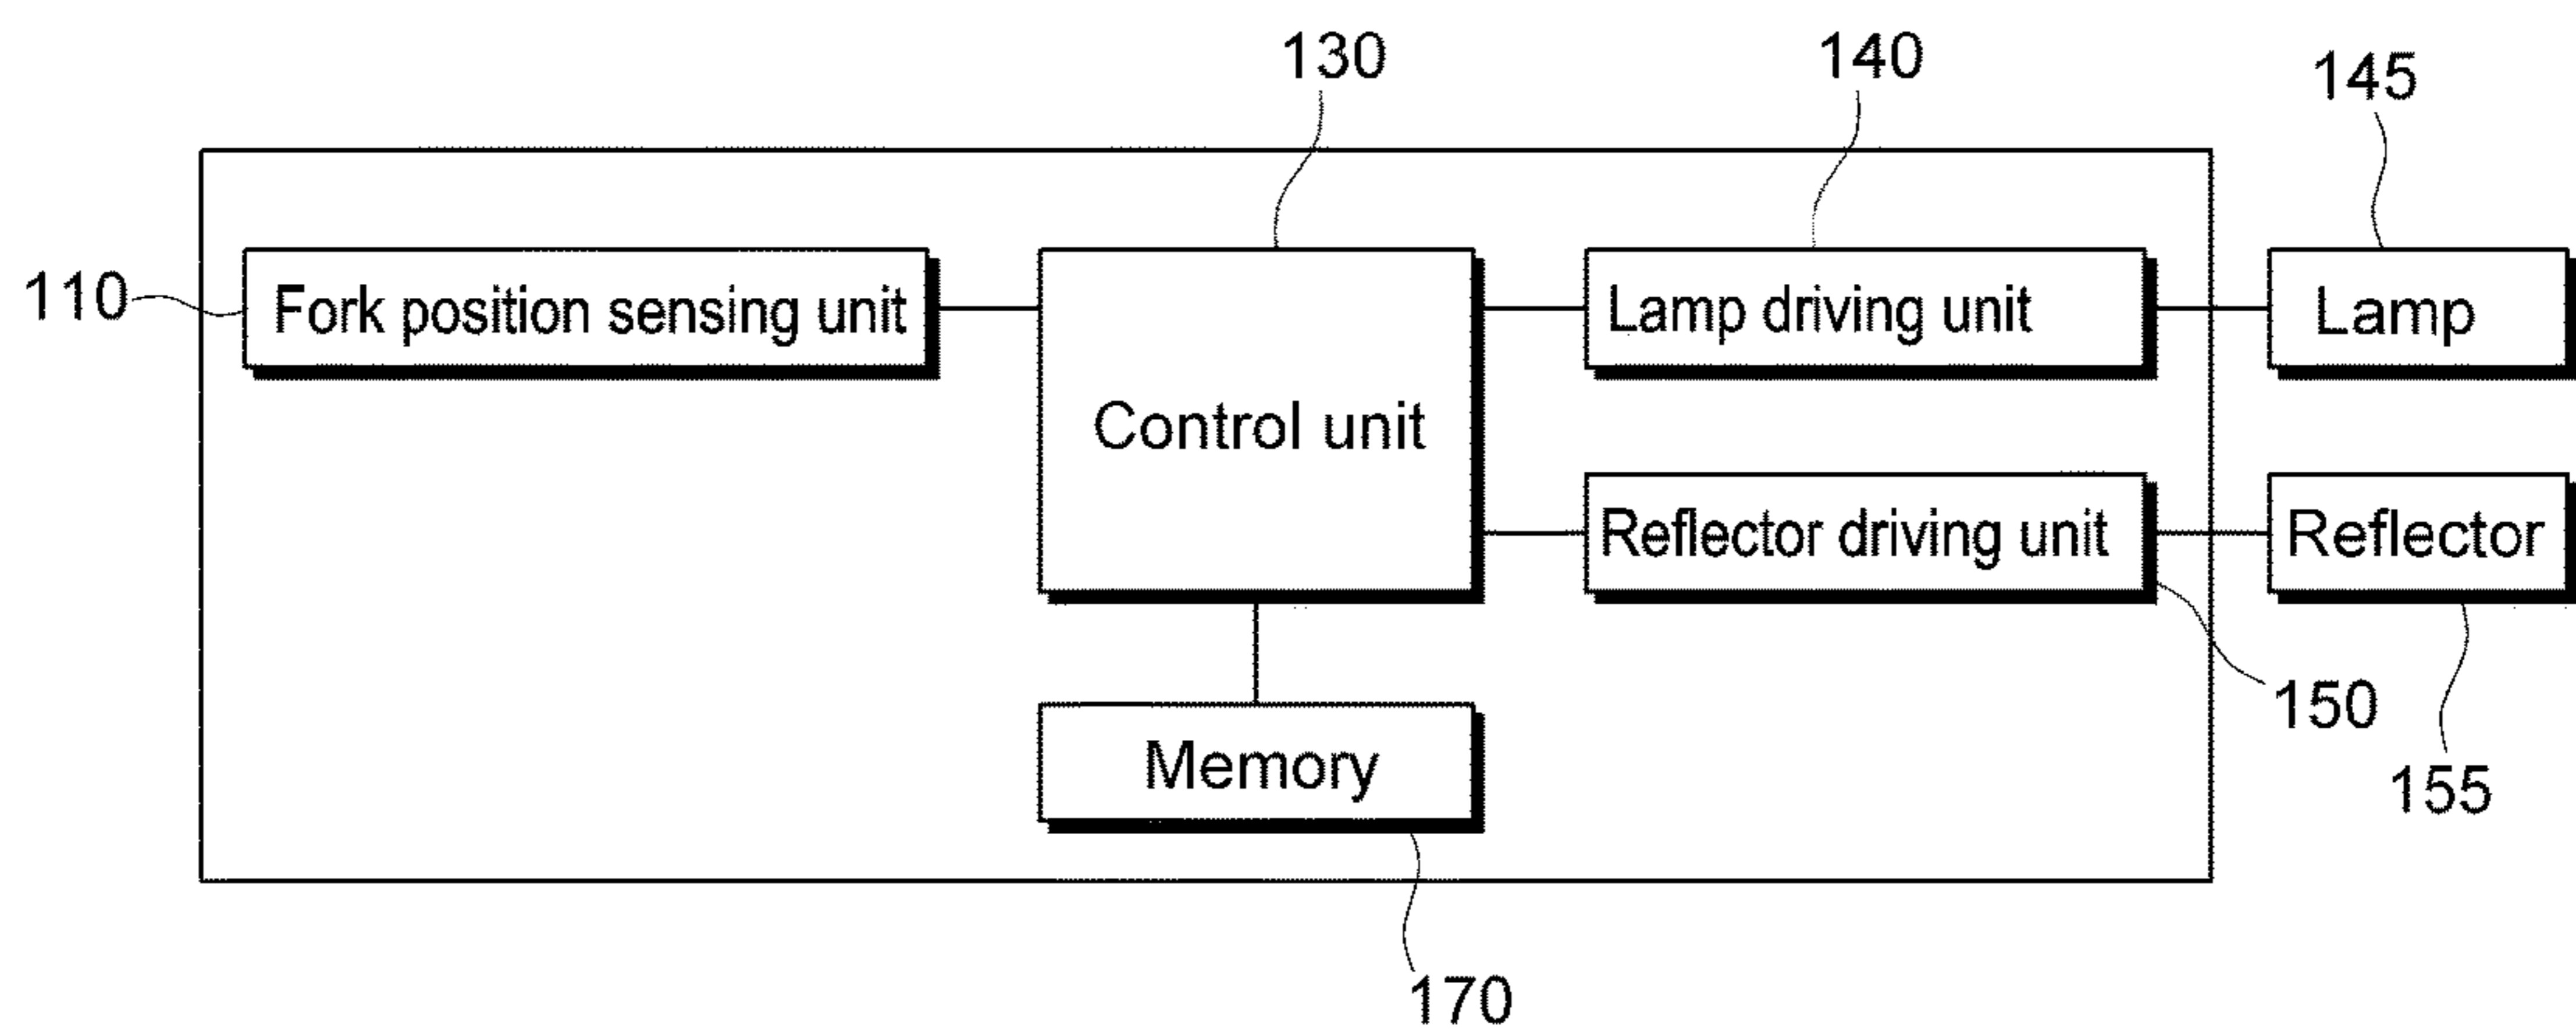 130
140
145
110
Fork position sensing unit
Control unit
Lamp driving unit
Lamp
Reflector driving unit
Reflector
150
Memory
155
170